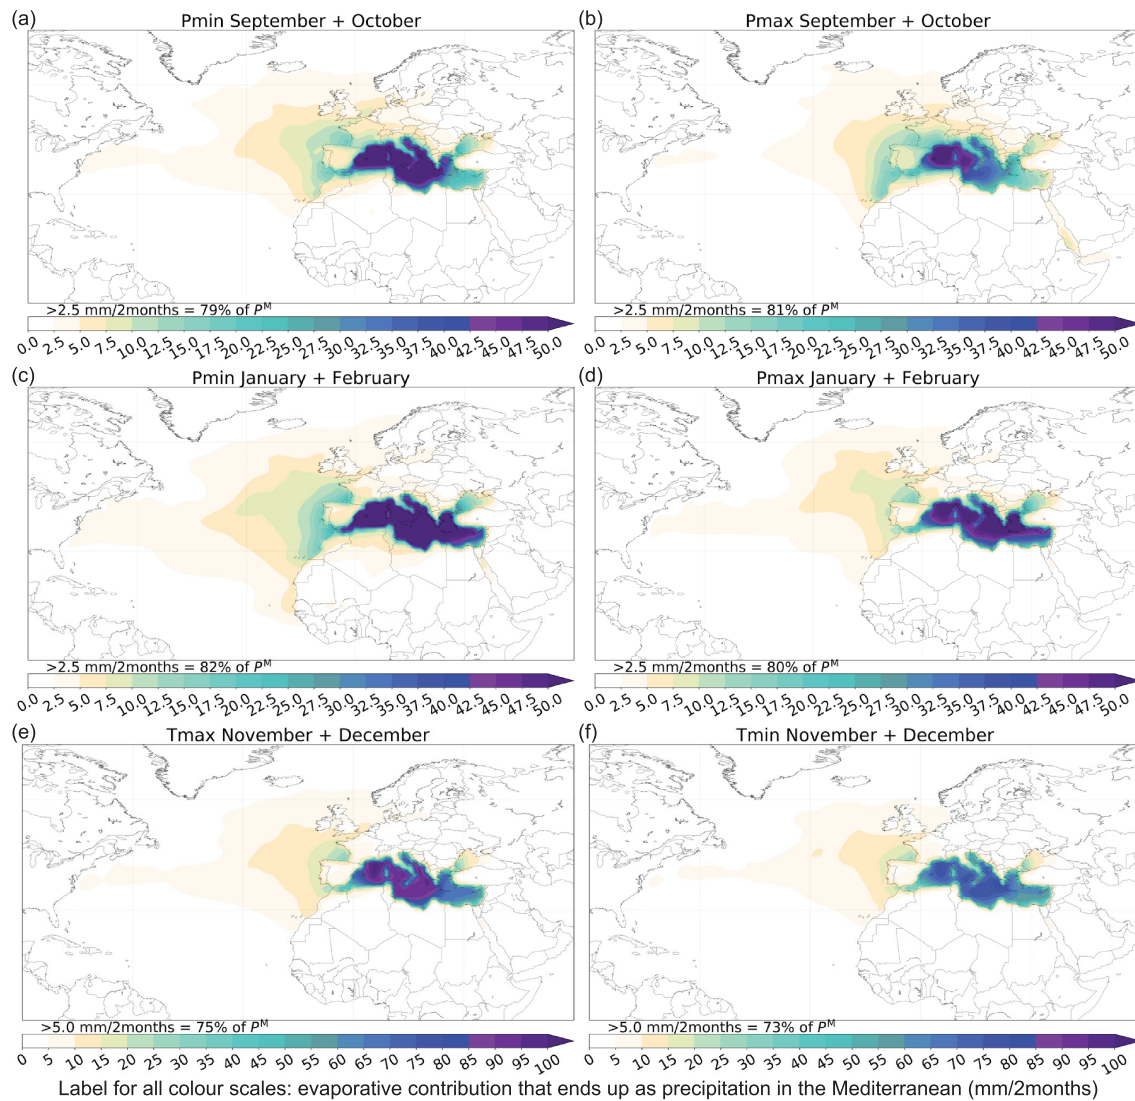 (a) Pmin September + October
(b) Pmax September + October
>2.5 mm/2months = 79% of Pᴹ
>2.5 mm/2months = 81% of Pᴹ
0.0 2.5 5.0 7.5 10.0 12.5 15.0 17.5 20.0 22.5 25.0 27.5 30.0 32.5 35.0 37.5 40.0 42.5 45.0 47.5 50.0
0.0 2.5 5.0 7.5 10.0 12.5 15.0 17.5 20.0 22.5 25.0 27.5 30.0 32.5 35.0 37.5 40.0 42.5 45.0 47.5 50.0
(c) Pmin January + February
(d) Pmax January + February
>2.5 mm/2months = 82% of Pᴹ
>2.5 mm/2months = 80% of Pᴹ
0.0 2.5 5.0 7.5 10.0 12.5 15.0 17.5 20.0 22.5 25.0 27.5 30.0 32.5 35.0 37.5 40.0 42.5 45.0 47.5 50.0
0.0 2.5 5.0 7.5 10.0 12.5 15.0 17.5 20.0 22.5 25.0 27.5 30.0 32.5 35.0 37.5 40.0 42.5 45.0 47.5 50.0
(e) Tmax November + December
(f) Tmin November + December
>5.0 mm/2months = 75% of Pᴹ
>5.0 mm/2months = 73% of Pᴹ
0 5 10 15 20 25 30 35 40 45 50 55 60 65 70 75 80 85 90 95 100
0 5 10 15 20 25 30 35 40 45 50 55 60 65 70 75 80 85 90 95 100
Label for all colour scales: evaporative contribution that ends up as precipitation in the Mediterranean (mm/2months)